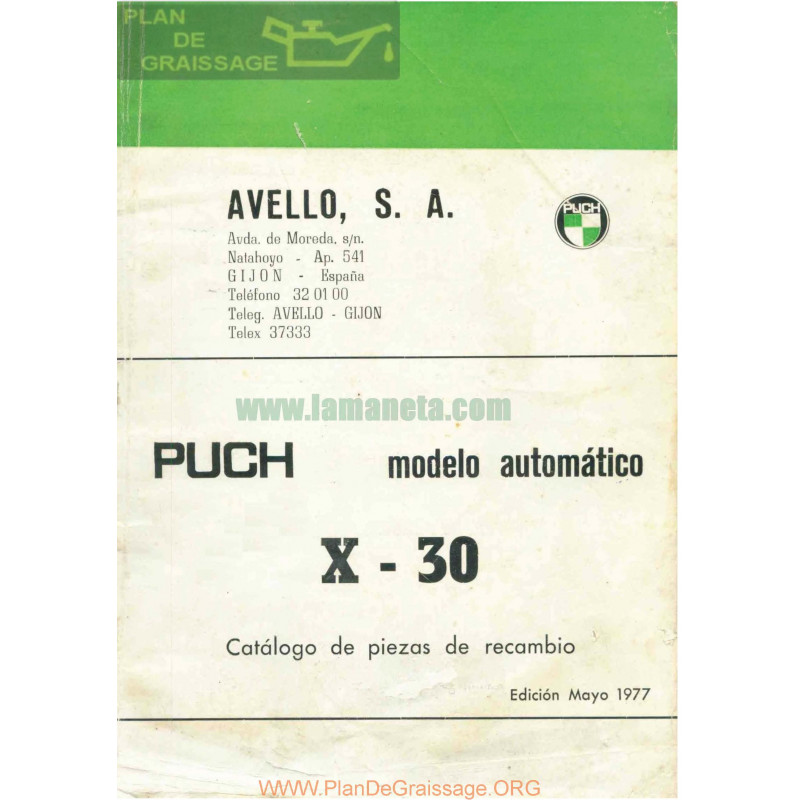 PLAN
DE
GRAISSAGE
AVELLO, S. A.
PUCH
Avda. de Moreda, s/n.
Natahoyo - Ap. 541
GIJON - España
Teléfono 32 01 00
Teleg. AVELLO - GIJON
Telex 37333
www.lamaneta.com
PUCH modelo automático
X - 30
Catálogo de piezas de recambio
Edición Mayo 1977
www.PlanDeGraissage.ORG